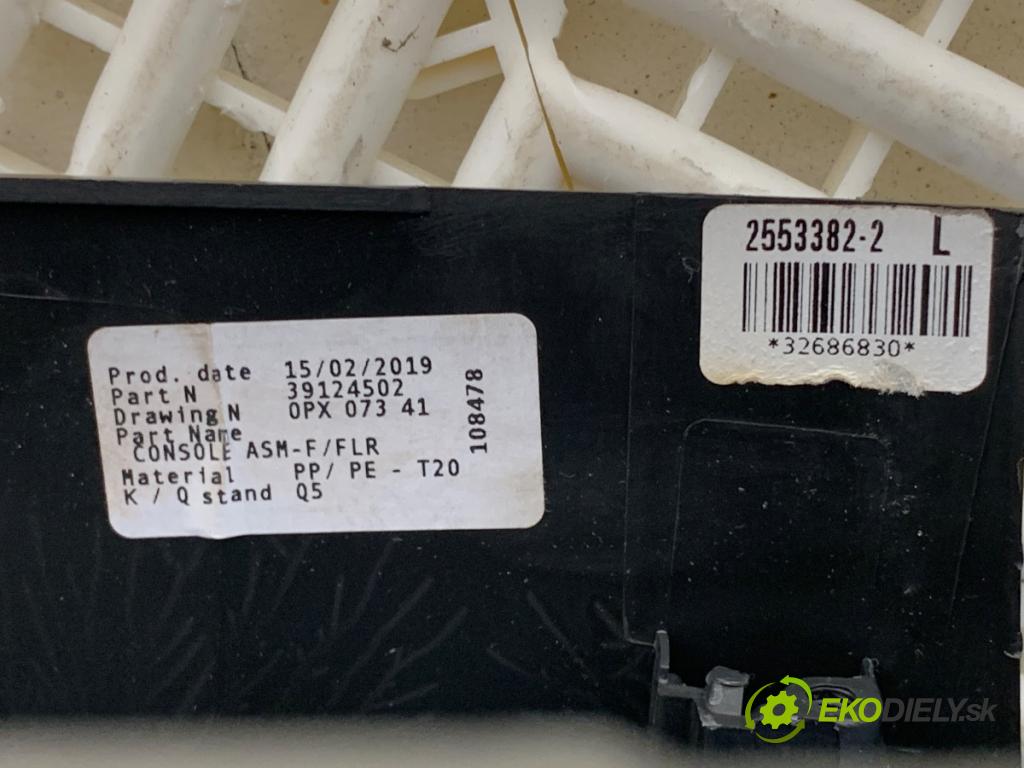 2553382-2 L
*32686830*
Prod. date 15/02/2019
Part N 39124502
Drawing N OPX 073 41
Part Name
CONSOLE ASM-F/FLR
Material PP/ PE - T20
K / Q stand Q5
108478
EKODIELY.sk